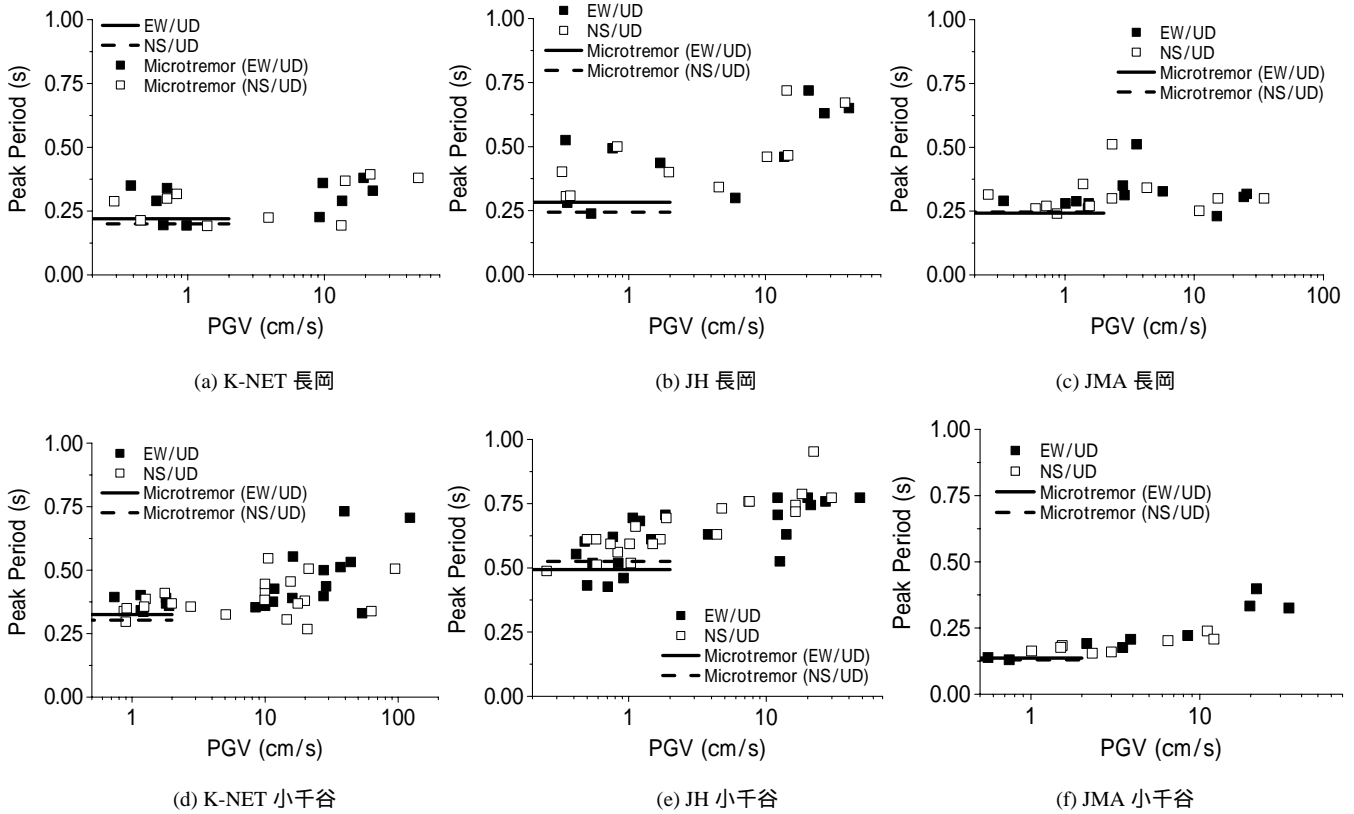 1.00
0.75
0.50
0.25
0.00
Peak Period (s)
EW/UD
NS/UD
Microtremor (EW/UD)
Microtremor (NS/UD)
1
10
PGV (cm/s)
(a) K-NET 長岡
1.00
0.75
0.50
0.25
0.00
Peak Period (s)
EW/UD
NS/UD
Microtremor (EW/UD)
Microtremor (NS/UD)
1
10
PGV (cm/s)
(b) JH 長岡
1.00
0.75
0.50
0.25
0.00
Peak Period (s)
EW/UD
NS/UD
Microtremor (EW/UD)
Microtremor (NS/UD)
1
10
100
PGV (cm/s)
(c) JMA 長岡
1.00
0.75
0.50
0.25
0.00
Peak Period (s)
EW/UD
NS/UD
Microtremor (EW/UD)
Microtremor (NS/UD)
1
10
100
PGV (cm/s)
(d) K-NET 小千谷
1.00
0.75
0.50
0.25
0.00
Peak Period (s)
EW/UD
NS/UD
Microtremor (EW/UD)
Microtremor (NS/UD)
1
10
PGV (cm/s)
(e) JH 小千谷
1.00
0.75
0.50
0.25
0.00
Peak Period (s)
EW/UD
NS/UD
Microtremor (EW/UD)
Microtremor (NS/UD)
1
10
PGV (cm/s)
(f) JMA 小千谷